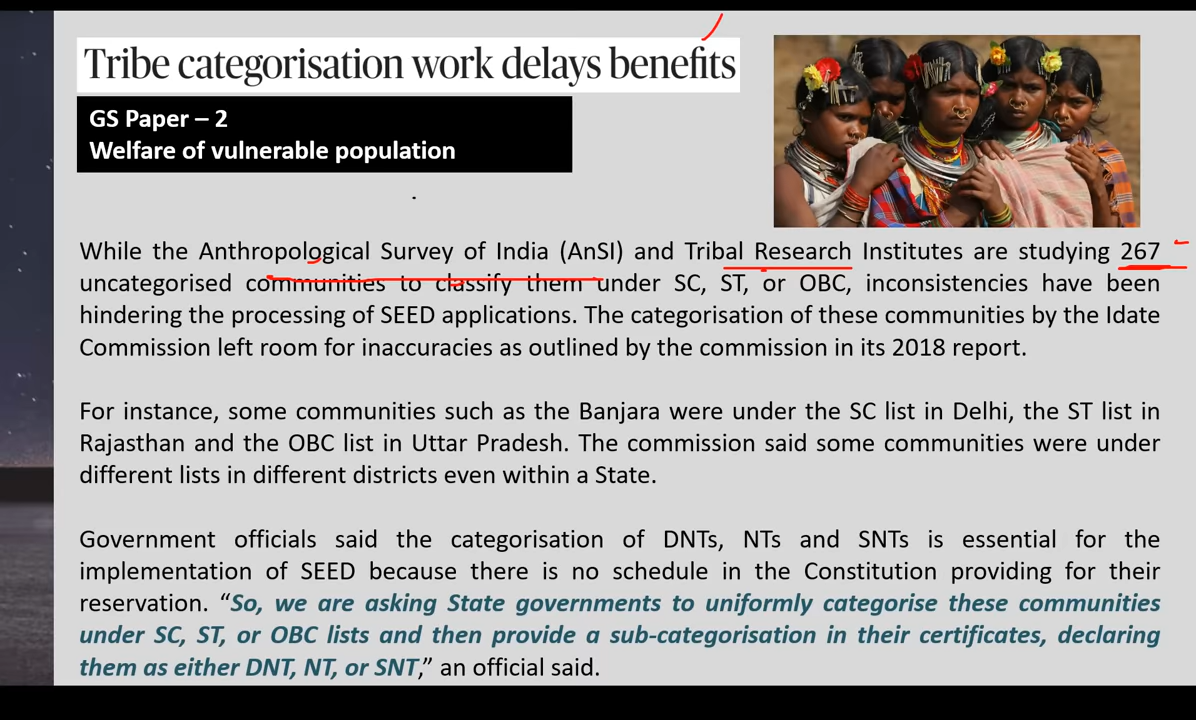 Tribe categorisation work delays benefits
GS Paper – 2
Welfare of vulnerable population
While the Anthropological Survey of India (AnSI) and Tribal Research Institutes are studying 267
uncategorised communities to classify them under SC, ST, or OBC, inconsistencies have been
hindering the processing of SEED applications. The categorisation of these communities by the Idate
Commission left room for inaccuracies as outlined by the commission in its 2018 report.
For instance, some communities such as the Banjara were under the SC list in Delhi, the ST list in
Rajasthan and the OBC list in Uttar Pradesh. The commission said some communities were under
different lists in different districts even within a State.
Government officials said the categorisation of DNTs, NTs and SNTs is essential for the
implementation of SEED because there is no schedule in the Constitution providing for their
reservation. “So, we are asking State governments to uniformly categorise these communities
under SC, ST, or OBC lists and then provide a sub-categorisation in their certificates, declaring
them as either DNT, NT, or SNT,” an official said.